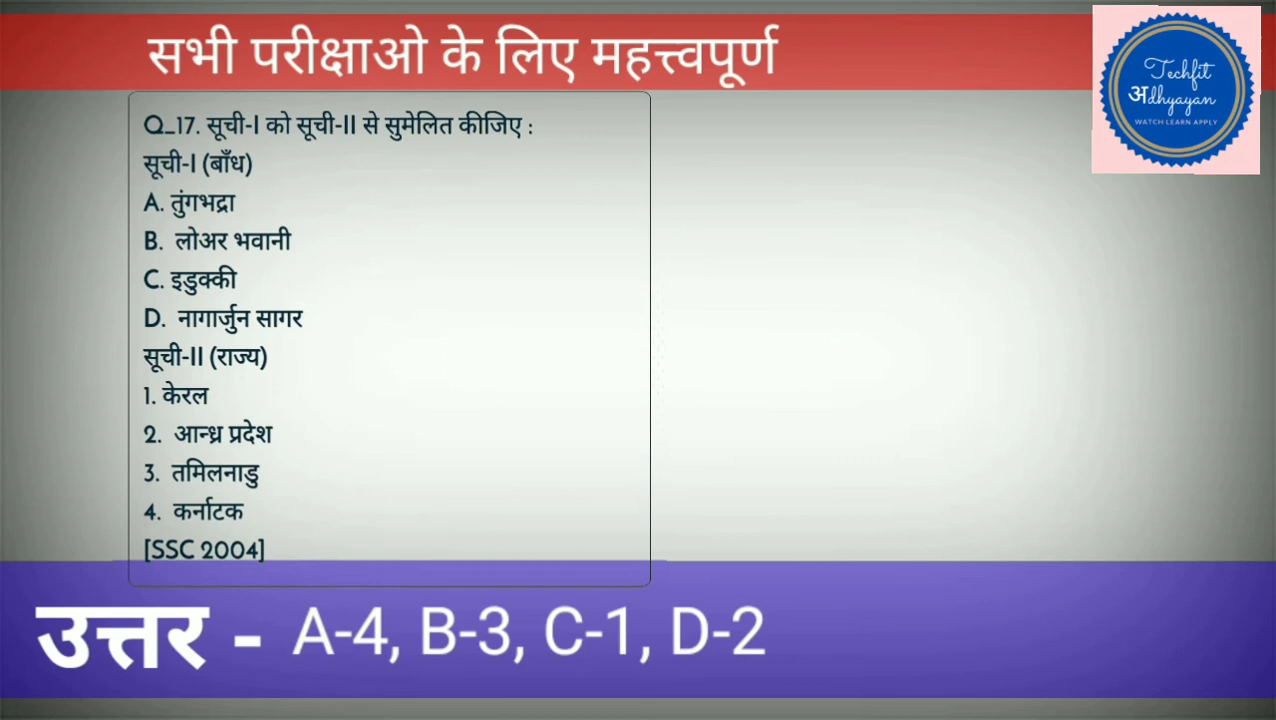 सभी परीक्षाओ के लिए महत्त्वपूर्ण
Techfit
अdhyayan
WATCH LEARN APPLY
Q_17. सूची-I को सूची-II से सुमेलित कीजिए :
सूची-I (बाँध)
A. तुंगभद्रा
B. लोअर भवानी
C. इडुक्की
D. नागार्जुन सागर
सूची-II (राज्य)
1. केरल
2. आन्ध्र प्रदेश
3. तमिलनाडु
4. कर्नाटक
[SSC 2004]
उत्तर - A-4, B-3, C-1, D-2